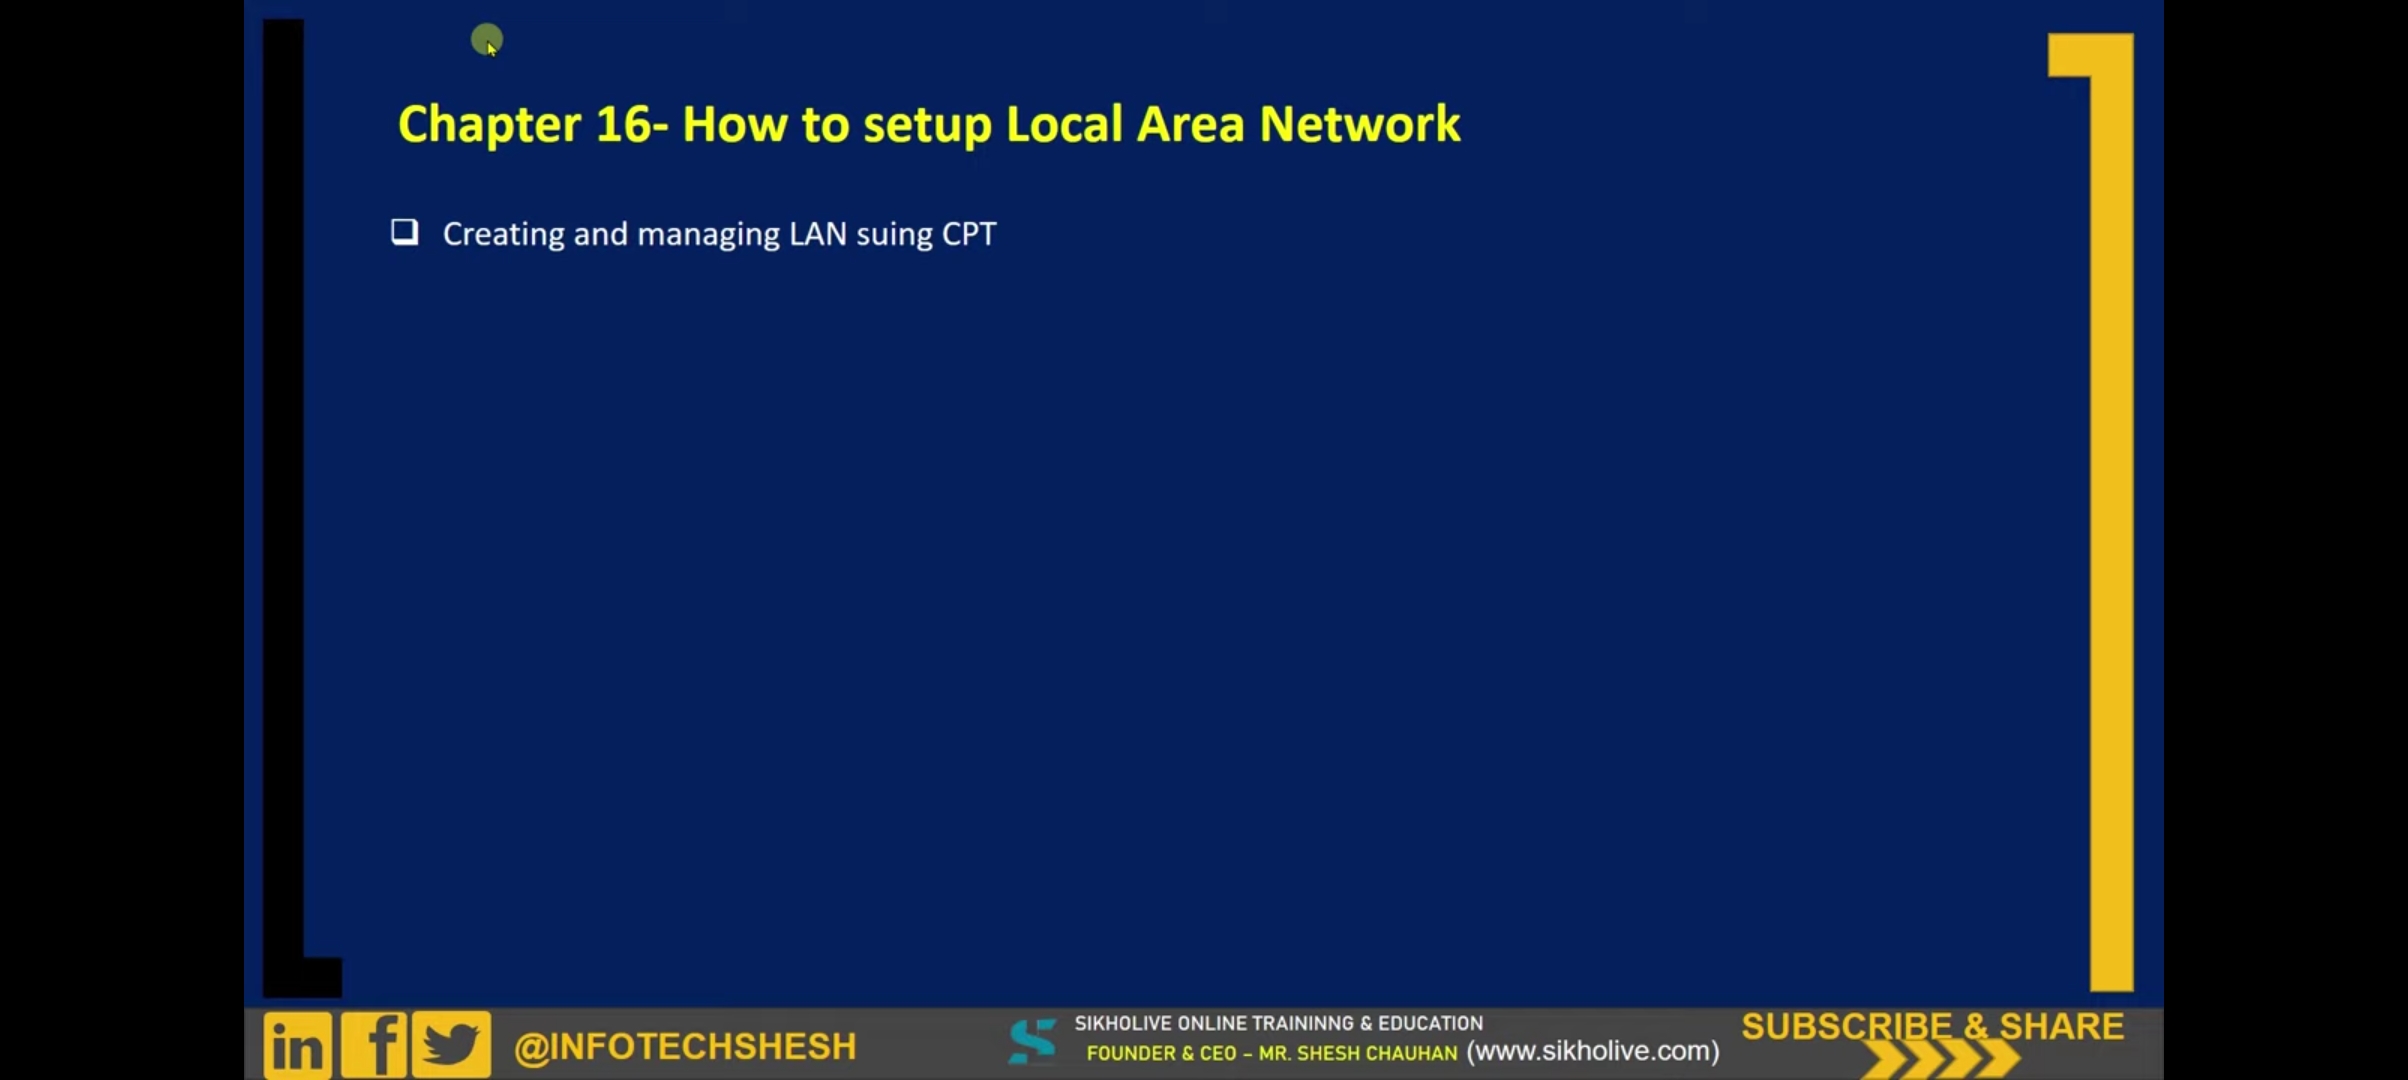 Chapter 16- How to setup Local Area Network
Creating and managing LAN suing CPT
in f @INFOTECHSHESH
SIKHOLIVE ONLINE TRAININNG & EDUCATION
FOUNDER & CEO – MR. SHESH CHAUHAN (www.sikholive.com)
SUBSCRIBE & SHARE